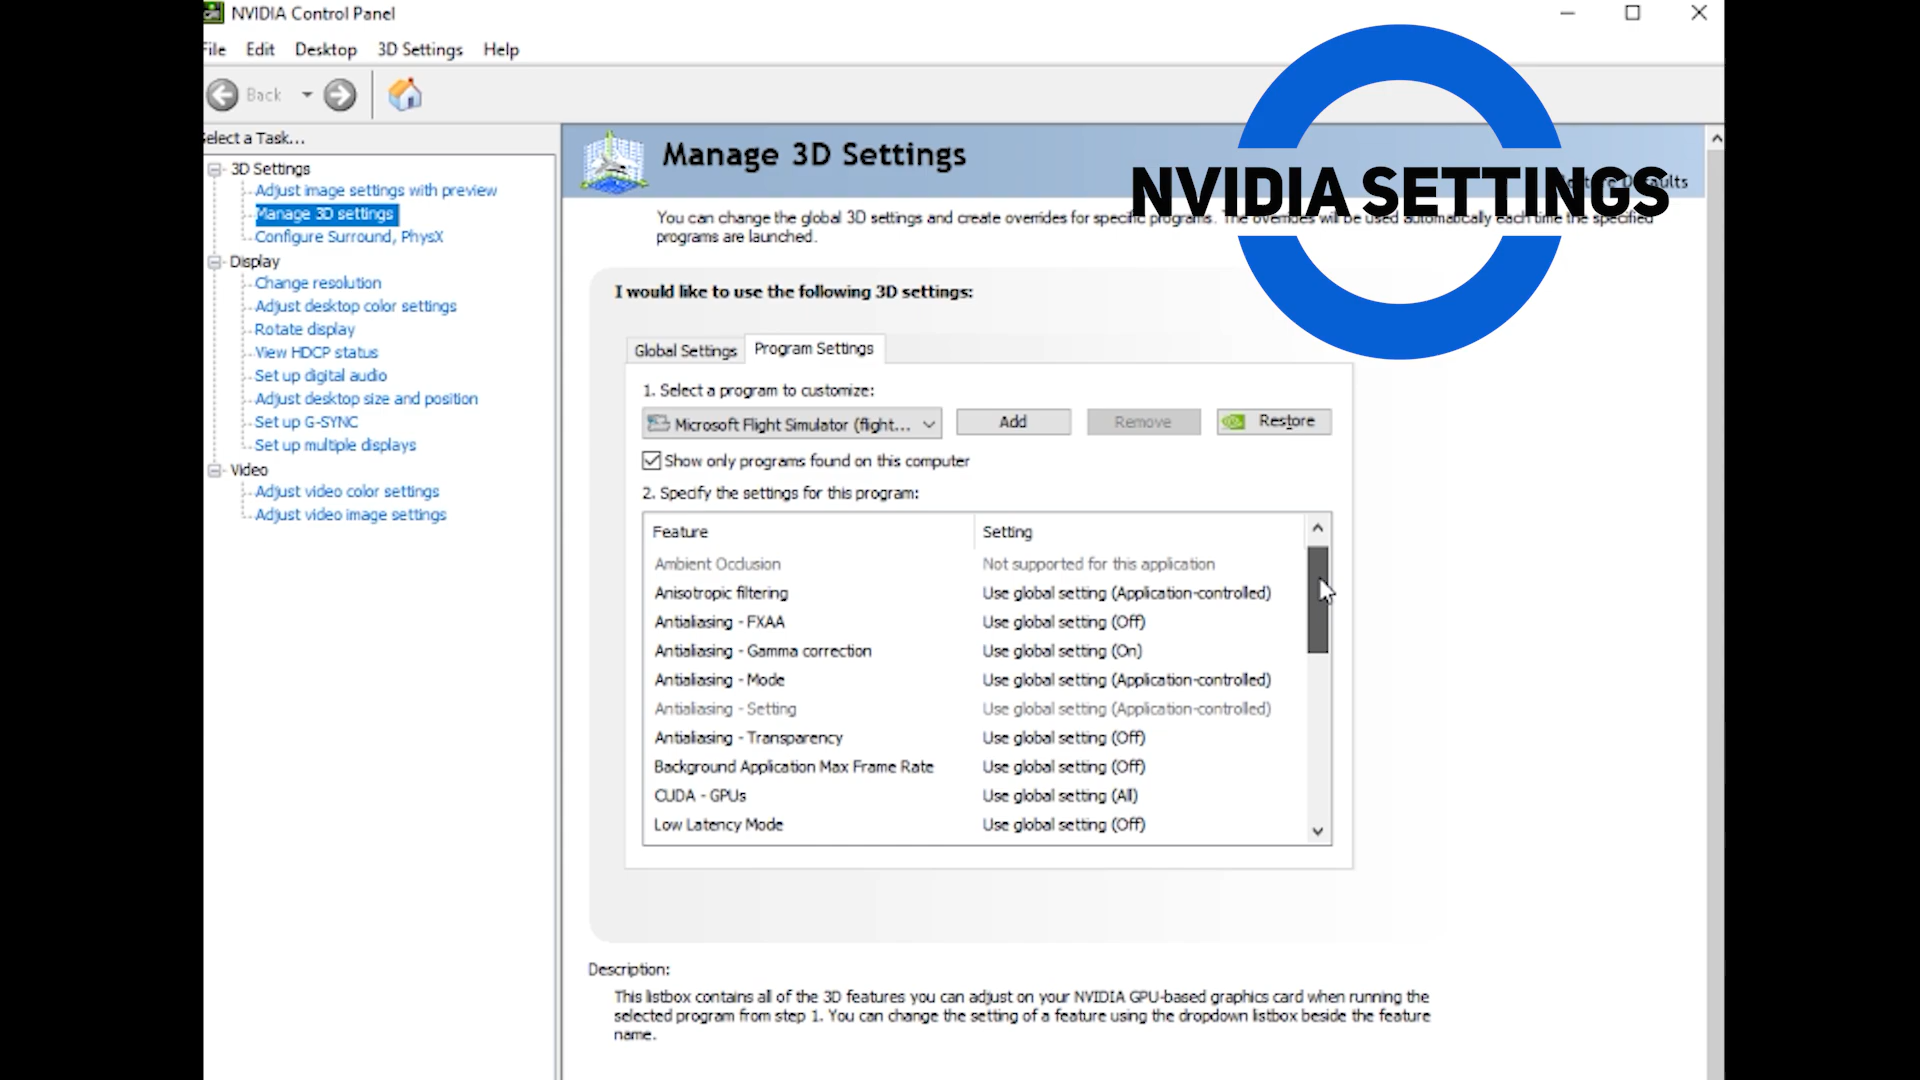 NVIDIA Control Panel
File Edit Desktop 3D Settings Help
Back
Select a Task...
3D Settings
Adjust image settings with preview
Manage 3D settings
Configure Surround, PhysX
Display
Change resolution
Adjust desktop color settings
Rotate display
View HDCP status
Set up digital audio
Adjust desktop size and position
Set up G-SYNC
Set up multiple displays
Video
Adjust video color settings
Adjust video image settings
Manage 3D Settings
NVIDIA SETTINGS
You can change the global 3D settings and create overrides for specific programs. The overrides will be used automatically each time the specified
programs are launched.
I would like to use the following 3D settings:
Global Settings Program Settings
1. Select a program to customize:
Microsoft Flight Simulator (flight... Add Remove Restore
Show only programs found on this computer
2. Specify the settings for this program:
Feature Setting
Ambient Occlusion Not supported for this application
Anisotropic filtering Use global setting (Application-controlled)
Antialiasing - FXAA Use global setting (Off)
Antialiasing - Gamma correction Use global setting (On)
Antialiasing - Mode Use global setting (Application-controlled)
Antialiasing - Setting Use global setting (Application-controlled)
Antialiasing - Transparency Use global setting (Off)
Background Application Max Frame Rate Use global setting (Off)
CUDA - GPUs Use global setting (All)
Low Latency Mode Use global setting (Off)
Description:
This listbox contains all of the 3D features you can adjust on your NVIDIA GPU-based graphics card when running the
selected program from step 1. You can change the setting of a feature using the dropdown listbox beside the feature
name.